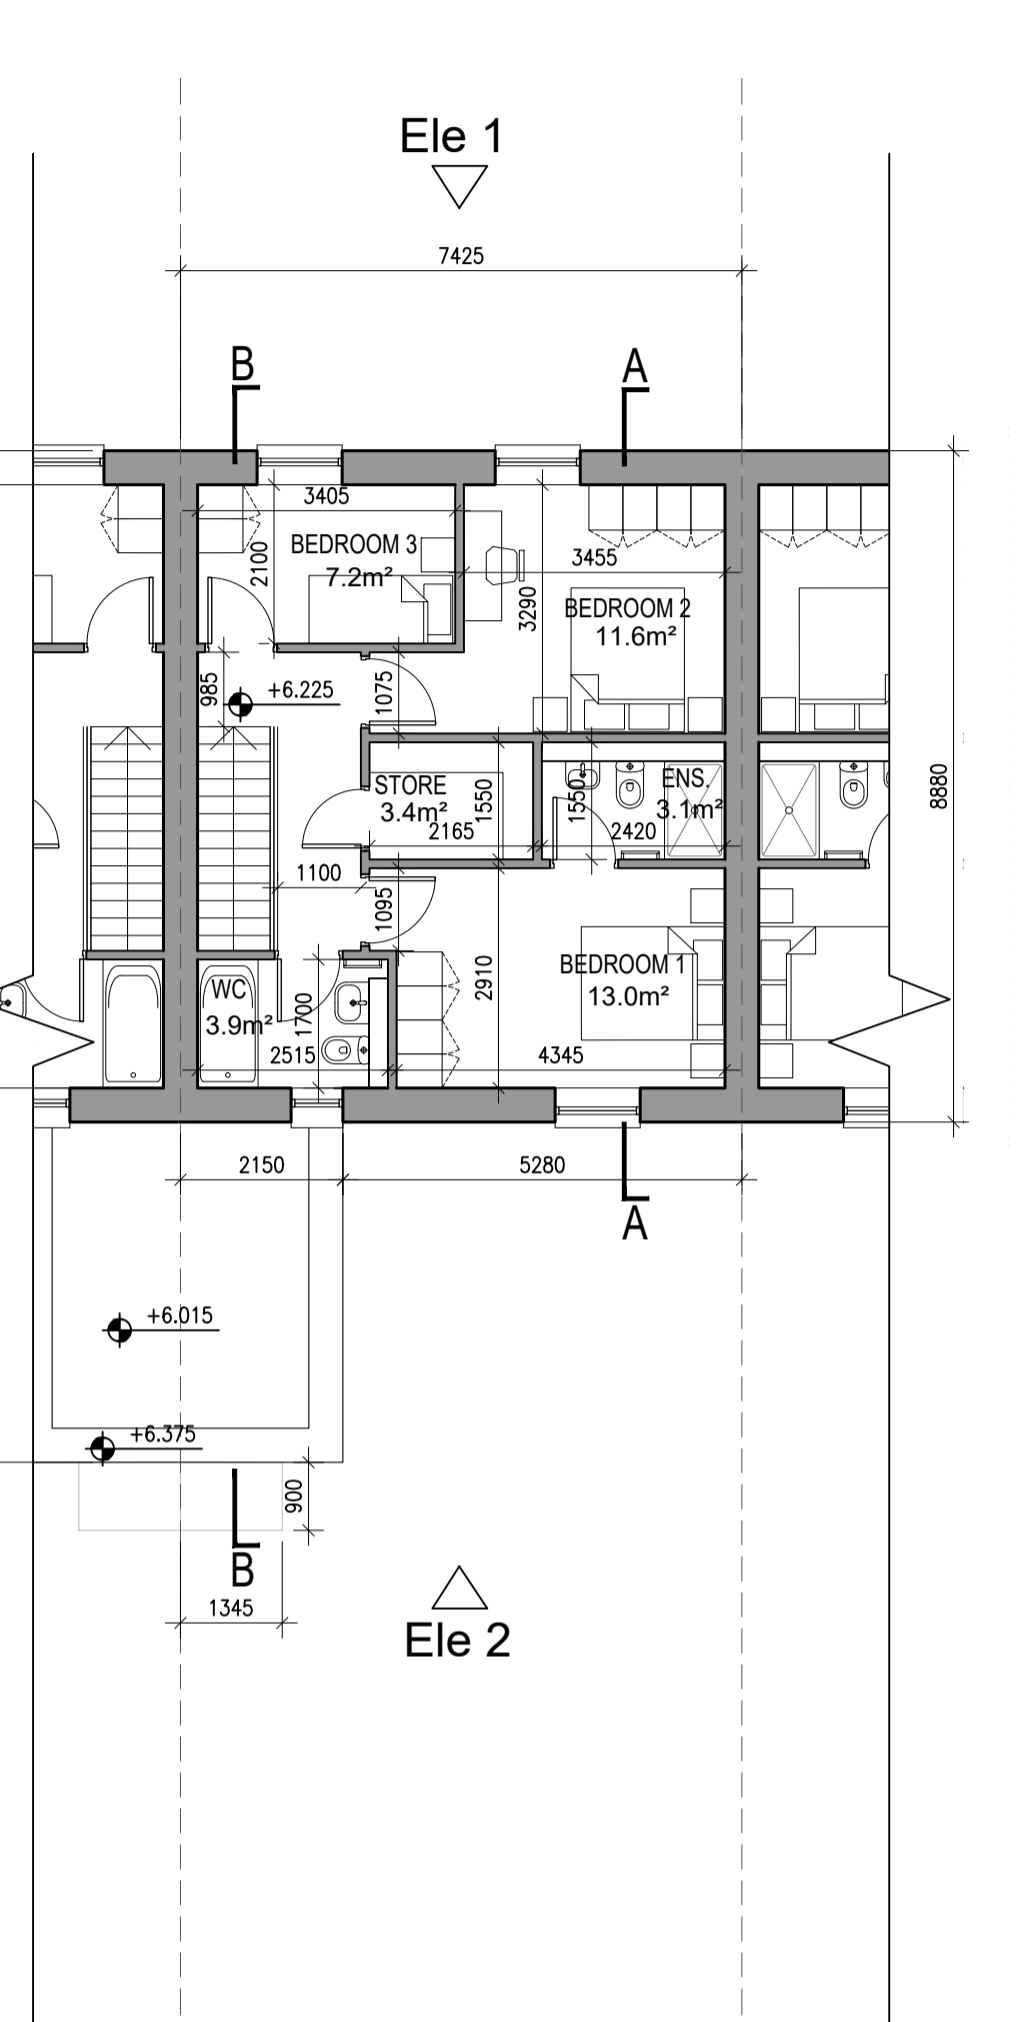 Ele 1
7425
B
A
3405
BEDROOM 3
7.2m²
2100
3455
3290
BEDROOM 2
11.6m²
985
+6.225
1075
STORE
3.4m²
1550
2165
1550
ENS.
3.1m²
2420
8880
1100
1095
2910
BEDROOM 1
13.0m²
WC
3.9m²
1700
2515
4345
2150
5280
A
+6.015
+6.375
900
B
1345
Ele 2